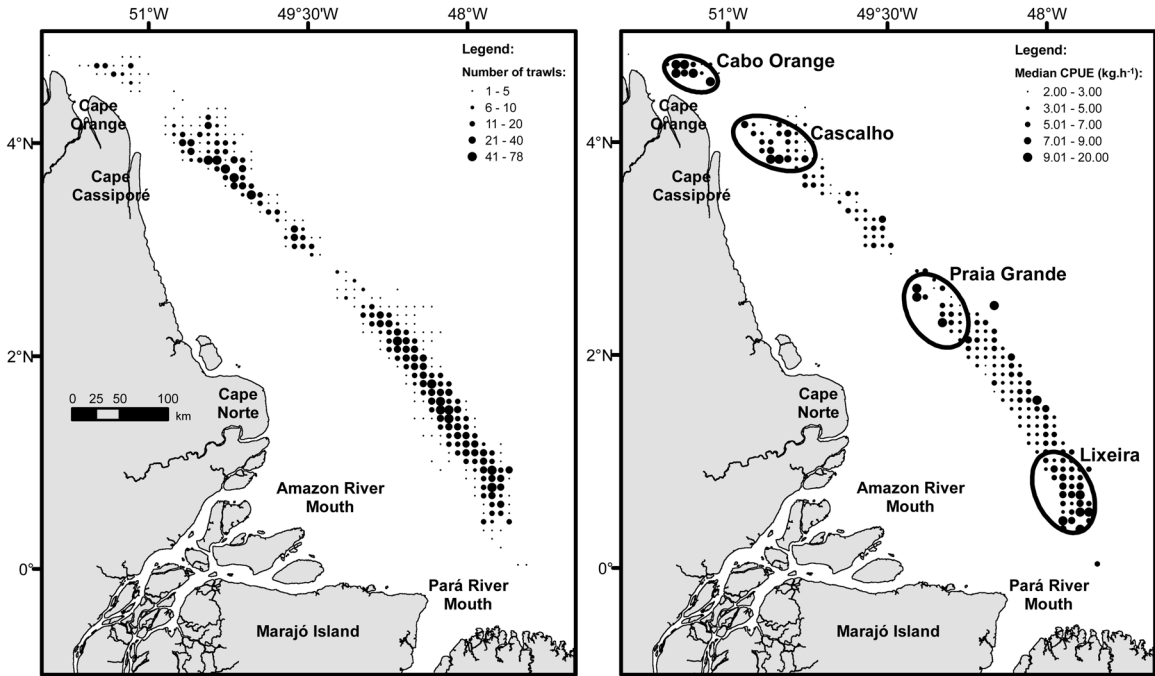 51°W 49°30'W 48°W
Legend:
Number of trawls:
1 - 5
6 - 10
11 - 20
21 - 40
41 - 78
Cape
Orange
4°N
Cape
Cassiporé
2°N
0 25 50 100
km
Cape
Norte
Amazon River
Mouth
0°
Pará River
Mouth
Marajó Island
51°W 49°30'W 48°W
Legend:
Median CPUE (kg.h⁻¹):
2.00 - 3.00
3.01 - 5.00
5.01 - 7.00
7.01 - 9.00
9.01 - 20.00
Cabo Orange
Cape
Orange
Cascalho
4°N
Cape
Cassiporé
Praia Grande
2°N
Cape
Norte
Lixeira
Amazon River
Mouth
0°
Pará River
Mouth
Marajó Island